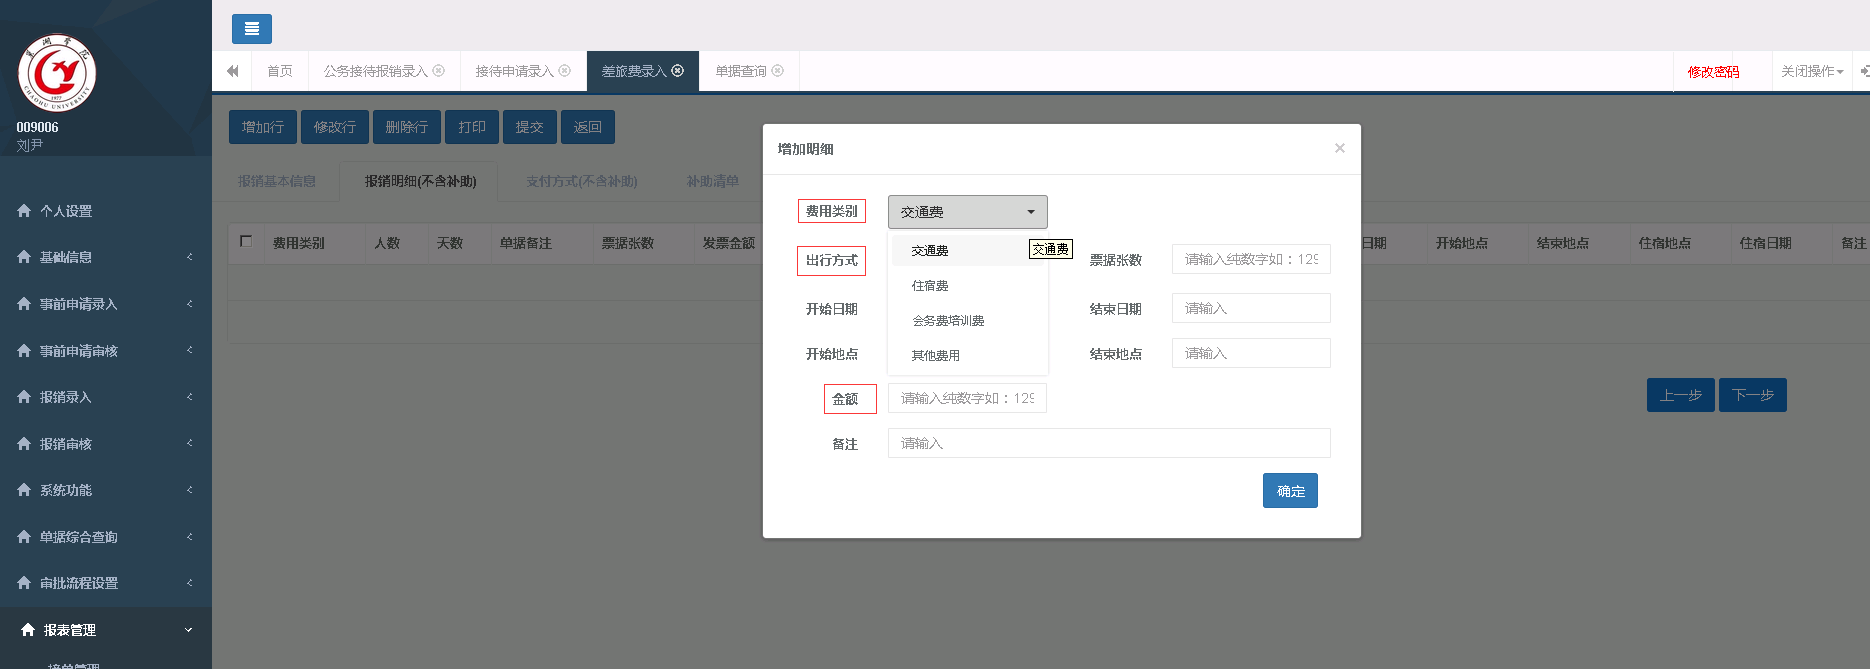 CHAOHU UNIVERSITY
1977
009006
刘尹
个人设置
基础信息
事前申请录入
事前申请审核
报销录入
报销审核
系统功能
单据综合查询
审批流程设置
报表管理
接单管理
首页 公务接待报销录入 接待申请录入 差旅费录入 单据查询 修改密码 关闭操作
增加行 修改行 删除行 打印 提交 返回
报销基本信息 报销明细(不含补助) 支付方式(不含补助) 补助清单
费用类别 人数 天数 单据备注 票据张数 发票金额 日期 开始地点 结束地点 住宿地点 住宿日期 备注
上一步 下一步
增加明细 ×
费用类别 交通费
交通费 交通费
住宿费
会务费培训费
其他费用
出行方式 票据张数 请输入纯数字如：129
开始日期 结束日期 请输入
开始地点 结束地点 请输入
金额 请输入纯数字如：129
备注 请输入
确定